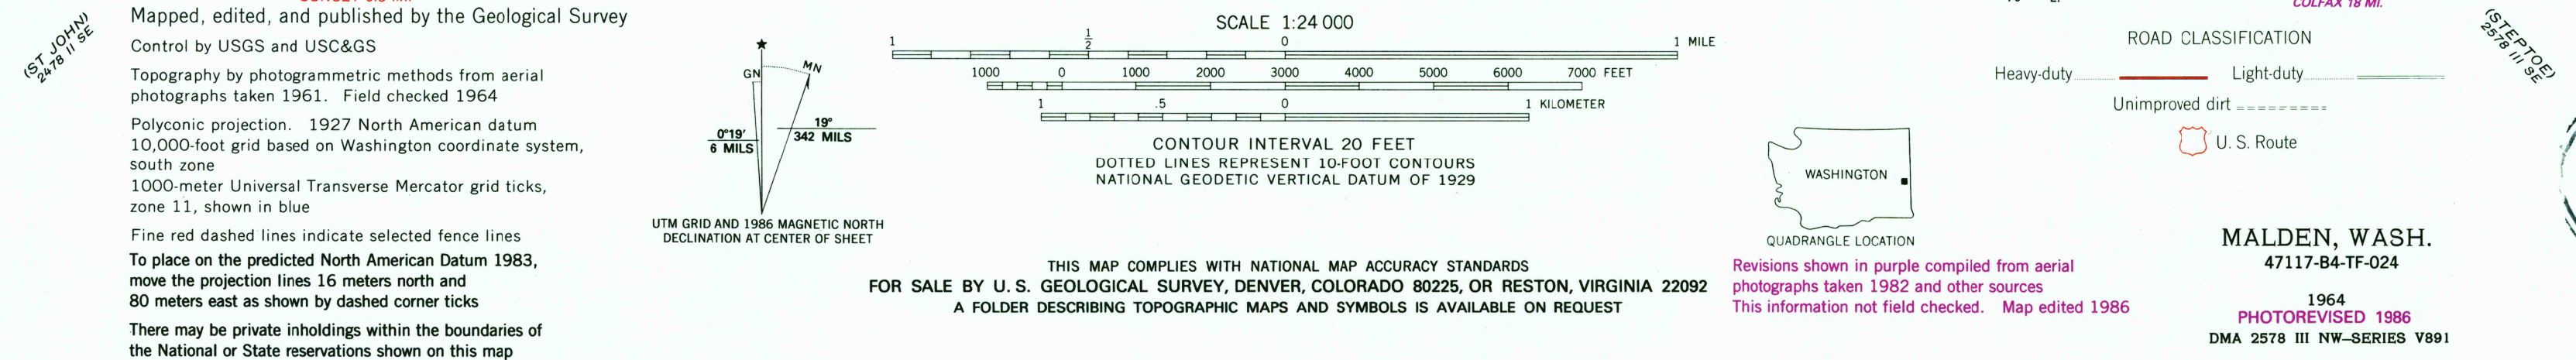 (ST. JOHN)
2478 II SE
Mapped, edited, and published by the Geological Survey
Control by USGS and USC&GS
Topography by photogrammetric methods from aerial
photographs taken 1961. Field checked 1964
Polyconic projection. 1927 North American datum
10,000-foot grid based on Washington coordinate system,
south zone
1000-meter Universal Transverse Mercator grid ticks,
zone 11, shown in blue
Fine red dashed lines indicate selected fence lines
To place on the predicted North American Datum 1983,
move the projection lines 16 meters north and
80 meters east as shown by dashed corner ticks
There may be private inholdings within the boundaries of
the National or State reservations shown on this map
GN
MN
0°19'
6 MILS
19°
342 MILS
UTM GRID AND 1986 MAGNETIC NORTH
DECLINATION AT CENTER OF SHEET
SCALE 1:24 000
1 1/2 0 1 MILE
1000 0 1000 2000 3000 4000 5000 6000 7000 FEET
1 .5 0 1 KILOMETER
CONTOUR INTERVAL 20 FEET
DOTTED LINES REPRESENT 10-FOOT CONTOURS
NATIONAL GEODETIC VERTICAL DATUM OF 1929
THIS MAP COMPLIES WITH NATIONAL MAP ACCURACY STANDARDS
FOR SALE BY U. S. GEOLOGICAL SURVEY, DENVER, COLORADO 80225, OR RESTON, VIRGINIA 22092
A FOLDER DESCRIBING TOPOGRAPHIC MAPS AND SYMBOLS IS AVAILABLE ON REQUEST
WASHINGTON
QUADRANGLE LOCATION
Revisions shown in purple compiled from aerial
photographs taken 1982 and other sources
This information not field checked. Map edited 1986
COLFAX 18 MI.
ROAD CLASSIFICATION
Heavy-duty Light-duty
Unimproved dirt
U. S. Route
(STEPTOE)
2578 III SE
MALDEN, WASH.
47117-B4-TF-024
1964
PHOTOREVISED 1986
DMA 2578 III NW—SERIES V891